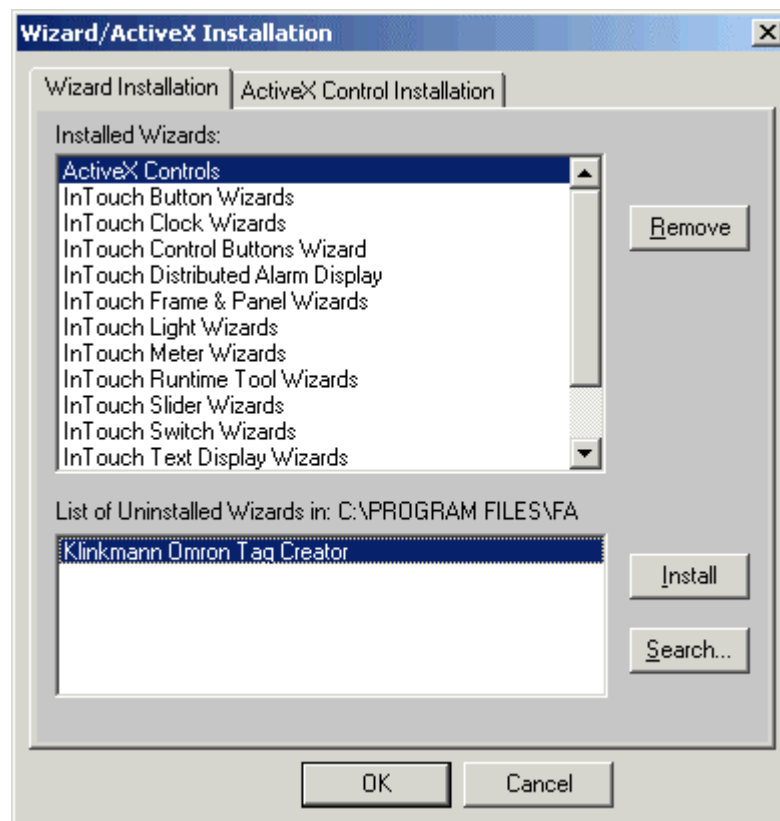 Wizard/ActiveX Installation
Wizard Installation
ActiveX Control Installation
Installed Wizards:
ActiveX Controls
InTouch Button Wizards
InTouch Clock Wizards
InTouch Control Buttons Wizard
InTouch Distributed Alarm Display
InTouch Frame & Panel Wizards
InTouch Light Wizards
InTouch Meter Wizards
InTouch Runtime Tool Wizards
InTouch Slider Wizards
InTouch Switch Wizards
InTouch Text Display Wizards
Remove
List of Uninstalled Wizards in: C:\PROGRAM FILES\FA
Klinkmann Omron Tag Creator
Install
Search...
OK
Cancel